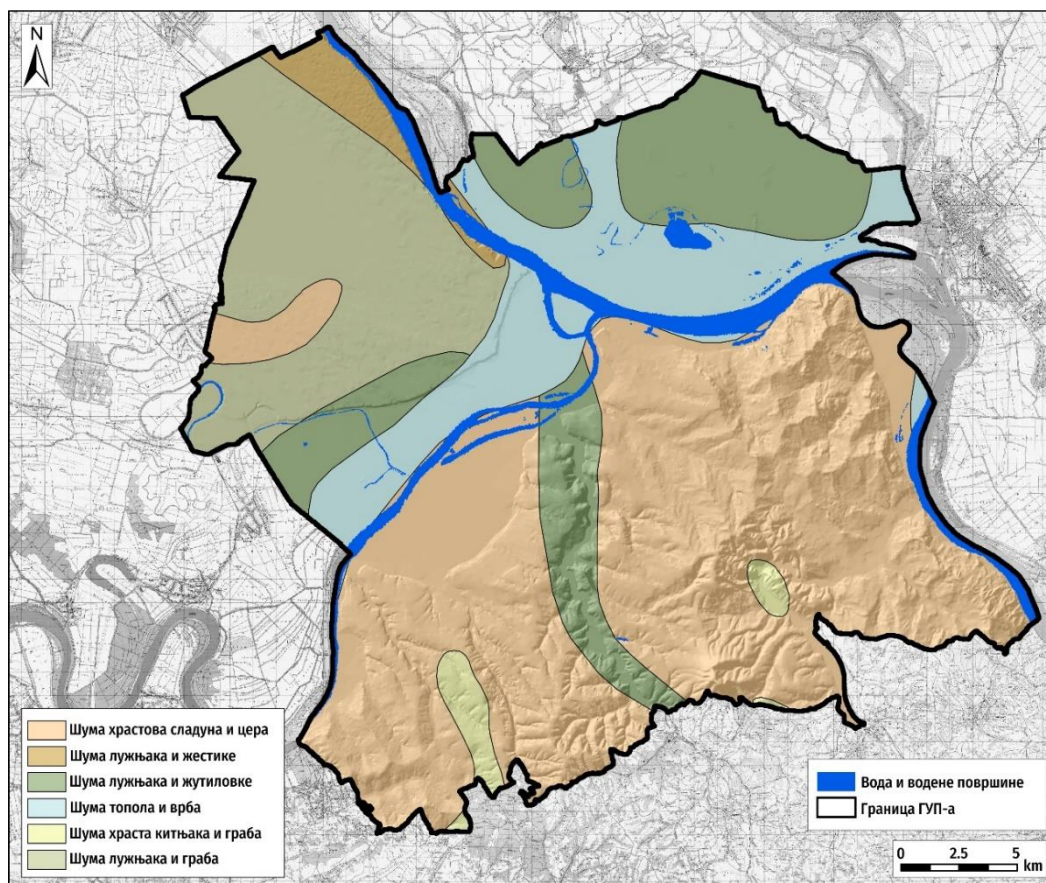 N
Шума храстова сладуна и цера
Шума лужњака и жестике
Шума лужњака и жутиловке
Шума топола и врба
Шума храста китњака и граба
Шума лужњака и граба
Вода и водене површине
Граница ГУП-а
0 2.5 5
km